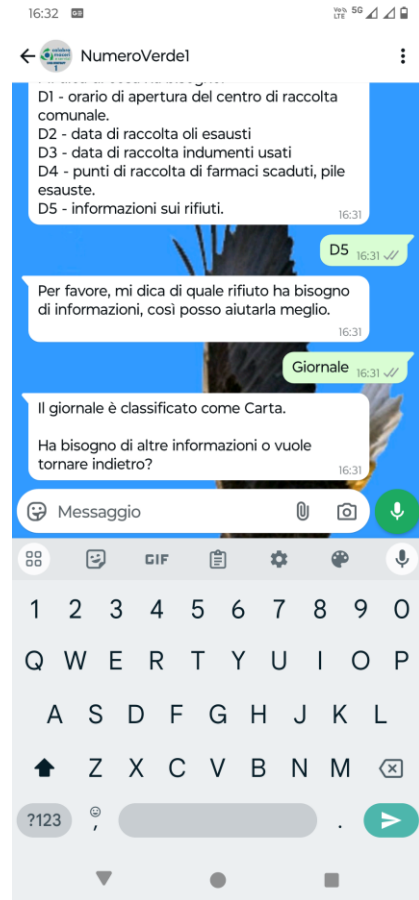 16:32
5G
NumeroVerde1
D1 - orario di apertura del centro di raccolta
comunale.
D2 - data di raccolta oli esausti
D3 - data di raccolta indumenti usati
D4 - punti di raccolta di farmaci scaduti, pile
esauste.
D5 - informazioni sui rifiuti.
16:31
D5
16:31
Per favore, mi dica di quale rifiuto ha bisogno
di informazioni, così posso aiutarla meglio.
16:31
Giornale
16:31
Il giornale è classificato come Carta.
Ha bisogno di altre informazioni o vuole
tornare indietro?
16:31
Messaggio
GIF
1 2 3 4 5 6 7 8 9 0
Q W E R T Y U I O P
A S D F G H J K L
Z X C V B N M
?123 , .